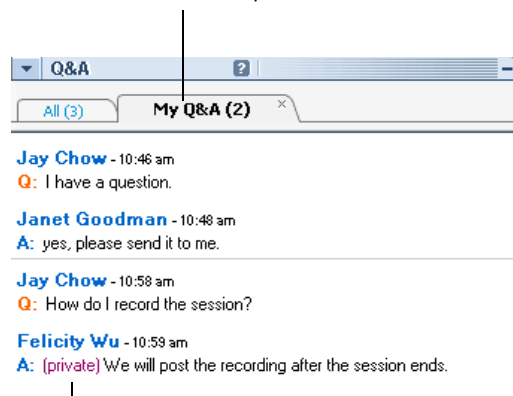 Q&A ?
All (3) My Q&A (2) ×
Jay Chow - 10:46 am
Q: I have a question.
Janet Goodman - 10:48 am
A: yes, please send it to me.
Jay Chow - 10:58 am
Q: How do I record the session?
Felicity Wu - 10:59 am
A: (private) We will post the recording after the session ends.